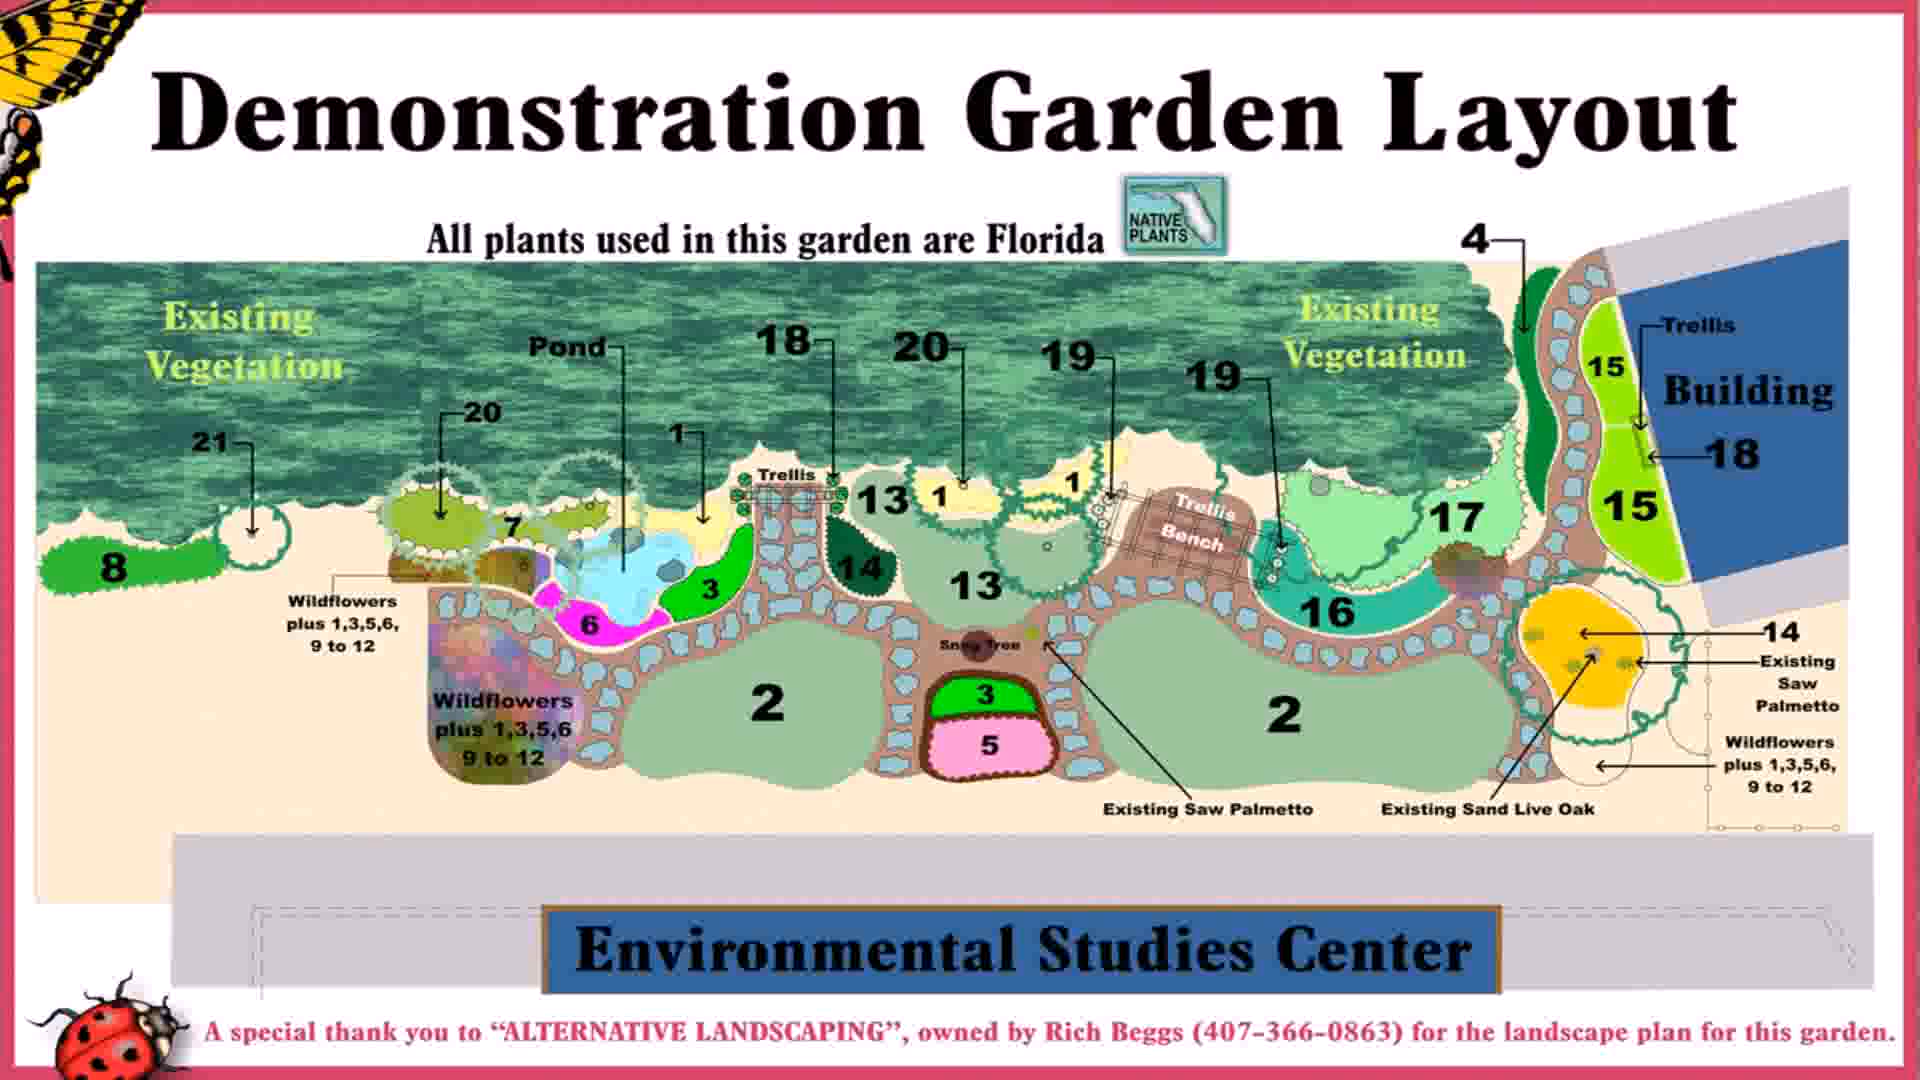 Demonstration Garden Layout
All plants used in this garden are Florida
NATIVE
PLANTS
4
Existing
Vegetation
Existing
Vegetation
Pond
18
20
19
19
Trellis
15
Building
18
20
21
1
Trellis
13
1
1
Trellis
Bench
17
15
7
8
14
13
3
16
Wildflowers
plus 1,3,5,6,
9 to 12
6
Snag Tree
14
Existing
Saw
Palmetto
Wildflowers
plus 1,3,5,6
9 to 12
2
3
5
2
Wildflowers
plus 1,3,5,6,
9 to 12
Existing Saw Palmetto
Existing Sand Live Oak
Environmental Studies Center
A special thank you to “ALTERNATIVE LANDSCAPING”, owned by Rich Beggs (407-366-0863) for the landscape plan for this garden.